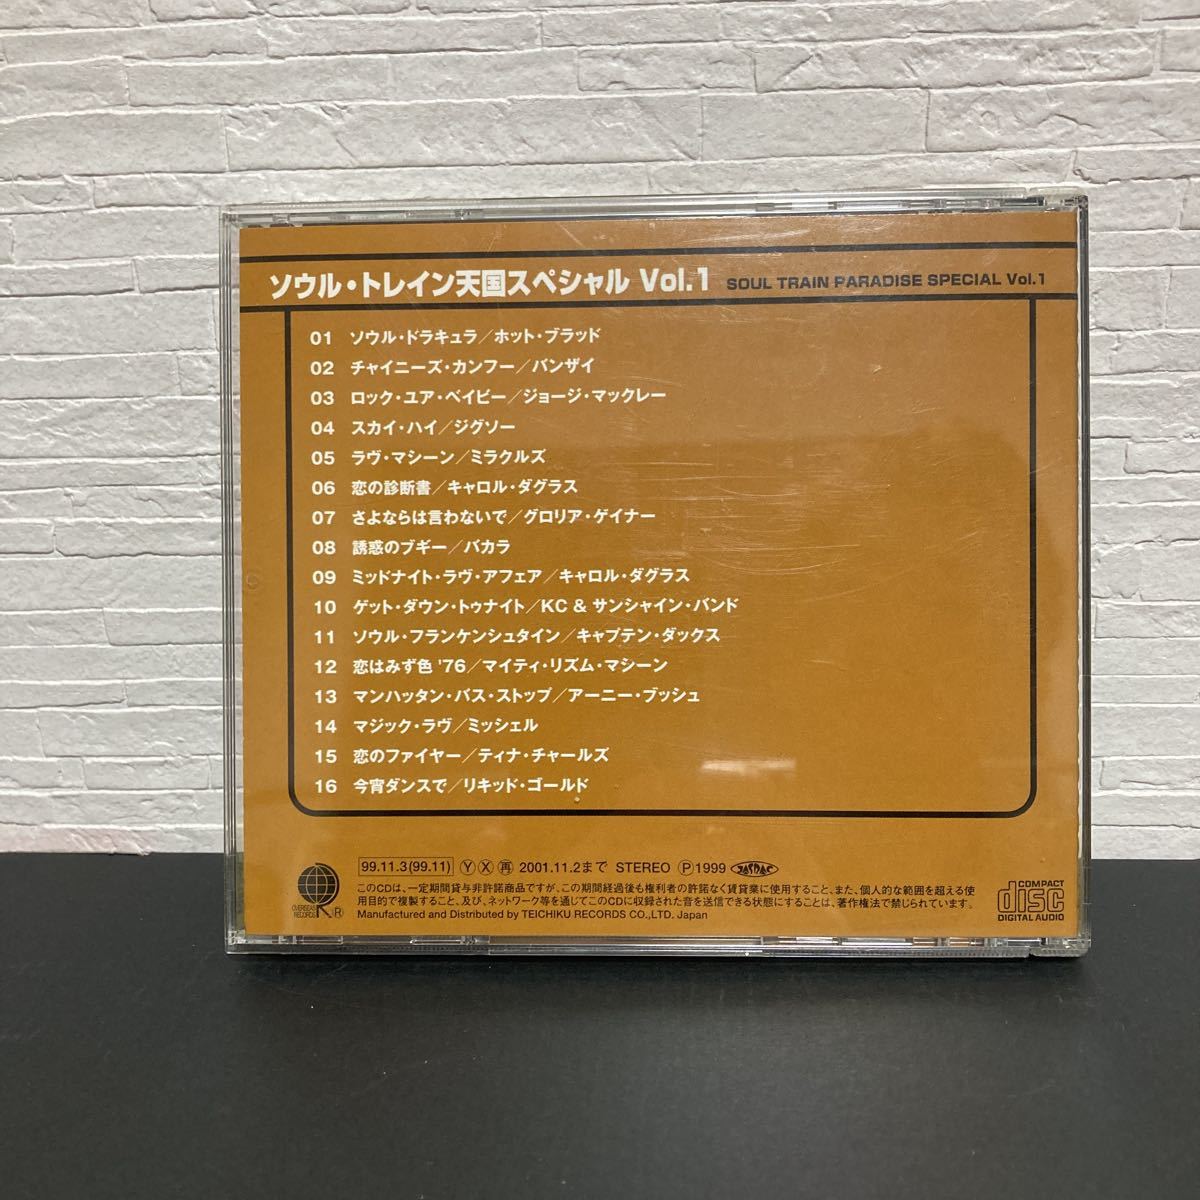 ソウル・トレイン天国スペシャル Vol.1 SOUL TRAIN PARADISE SPECIAL Vol.1
01 ソウル・ドラキュラ／ホット・ブラッド
02 チャイニーズ・カンフー／バンザイ
03 ロック・ユア・ベイビー／ジョージ・マックレー
04 スカイ・ハイ／ジグソー
05 ラヴ・マシーン／ミラクルズ
06 恋の診断書／キャロル・ダグラス
07 さよならは言わないで／グロリア・ゲイナー
08 誘惑のブギー／バカラ
09 ミッドナイト・ラヴ・アフェア／キャロル・ダグラス
10 ゲット・ダウン・トゥナイト／KC & サンシャイン・バンド
11 ソウル・フランケンシュタイン／キャプテン・ダックス
12 恋はみず色 '76／マイティ・リズム・マシーン
13 マンハッタン・バス・ストップ／アーニー・ブッシュ
14 マジック・ラヴ／ミッシェル
15 恋のファイヤー／ティナ・チャールズ
16 今宵ダンスで／リキッド・ゴールド
99.11.3(99.11) Ⓨ Ⓧ 再 2001.11.2まで STEREO Ⓟ1999 JASRAC
このCDは、一定期間貸与非許諾商品ですが、この期間経過後も権利者の許諾なく賃貸業に使用すること、また、個人的な範囲を超える使
用目的で複製すること、及び、ネットワーク等を通じてこのCDに収録された音を送信できる状態にすることは、著作権法で禁じられています。
Manufactured and Distributed by TEICHIKU RECORDS CO.,LTD. Japan
OVERSEAS
RECORDS R (R)
COMPACT
disc
DIGITAL AUDIO